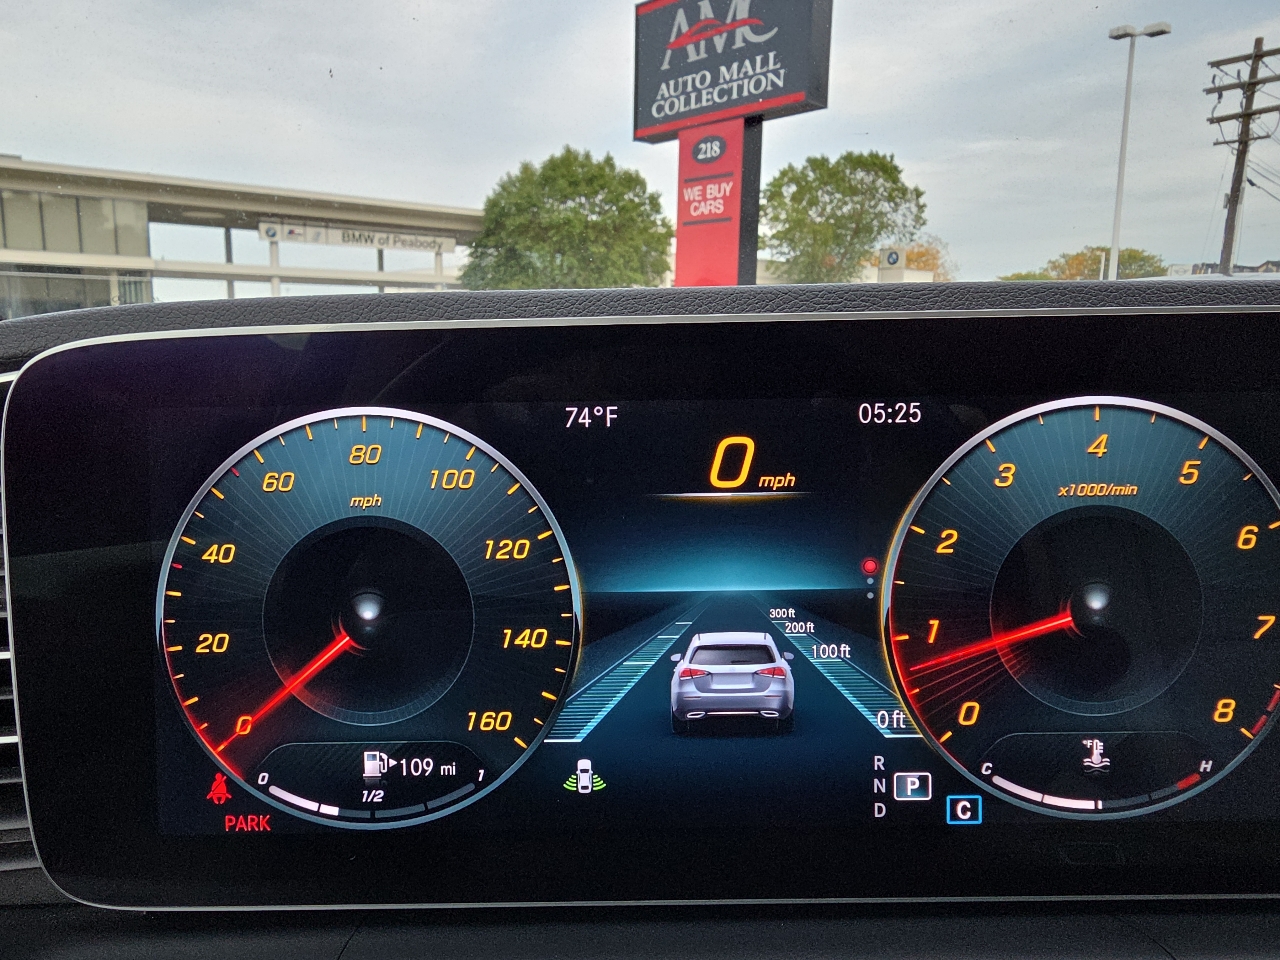 AMC
AUTO MALL
COLLECTION
218
WE BUY
CARS
BMW of Peabody
74°F
05:25
0 mph
80
60
100
mph
40
120
20
140
0
160
109 mi
0
1
1/2
PARK
300 ft
200 ft
100 ft
0 ft
R
N
P
D
C
4
3
5
x1000/min
2
6
1
7
0
8
°F
C
H